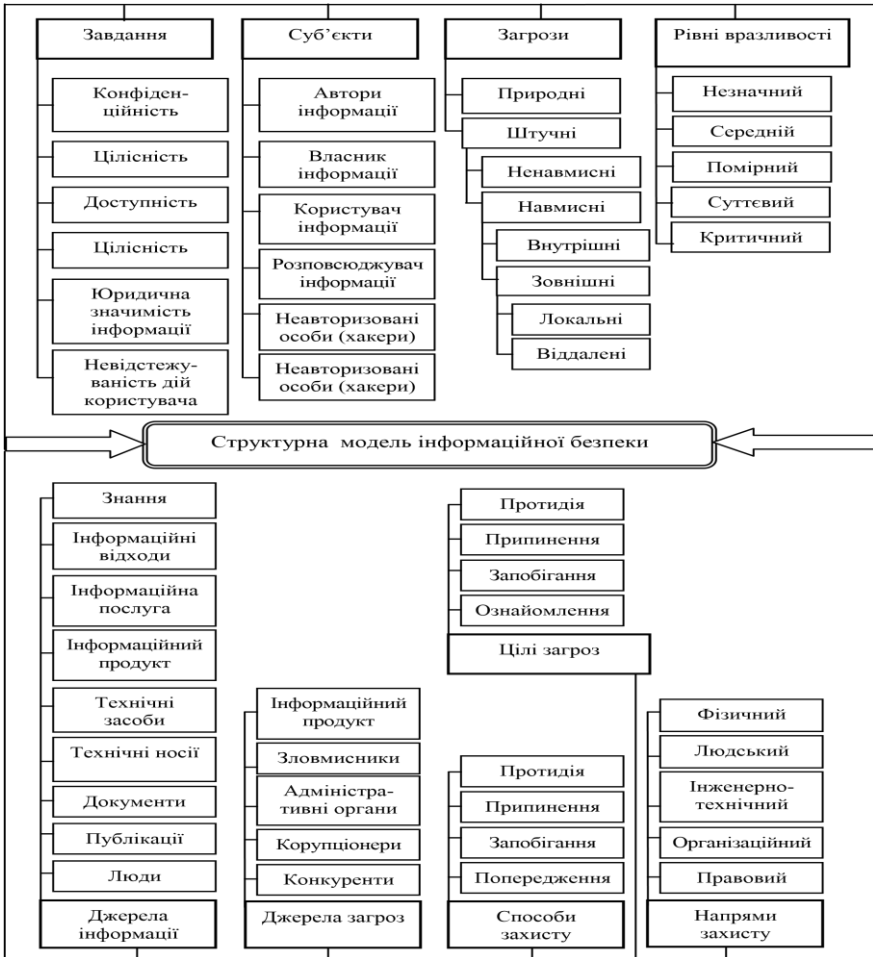 Завдання
Конфіден-
ційність
Цілісність
Доступність
Цілісність
Юридична
значимість
інформації
Невідстежу-
ваність дій
користувача
Суб’єкти
Автори
інформації
Власник
інформації
Користувач
інформації
Розповсюджувач
інформації
Неавторизовані
особи (хакери)
Неавторизовані
особи (хакери)
Загрози
Природні
Штучні
Ненавмисні
Навмисні
Внутрішні
Зовнішні
Локальні
Віддалені
Рівні вразливості
Незначний
Середній
Помірний
Суттєвий
Критичний
Структурна модель інформаційної безпеки
Знання
Інформаційні
відходи
Інформаційна
послуга
Інформаційний
продукт
Технічні
засоби
Технічні носії
Документи
Публікації
Люди
Джерела
інформації
Інформаційний
продукт
Зловмисники
Адміністра-
тивні органи
Корупціонери
Конкуренти
Джерела загроз
Протидія
Припинення
Запобігання
Ознайомлення
Цілі загроз
Протидія
Припинення
Запобігання
Попередження
Способи
захисту
Фізичний
Людський
Інженерно-
технічний
Організаційний
Правовий
Напрями
захисту